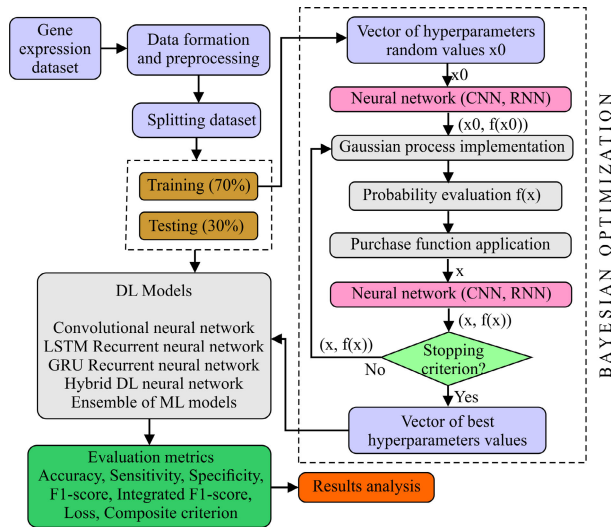 Gene
expression
dataset
Data formation
and preprocessing
Splitting dataset
Training (70%)
Testing (30%)
DL Models
Convolutional neural network
LSTM Recurrent neural network
GRU Recurrent neural network
Hybrid DL neural network
Ensemble of ML models
Evaluation metrics
Accuracy, Sensitivity, Specificity,
F1-score, Integrated F1-score,
Loss, Composite criterion
Results analysis
Vector of hyperparameters
random values x0
x0
Neural network (CNN, RNN)
(x0, f(x0))
Gaussian process implementation
Probability evaluation f(x)
Purchase function application
x
Neural network (CNN, RNN)
(x, f(x))
(x, f(x))
Stopping
criterion?
No
Yes
Vector of best
hyperparameters values
BAYESIAN OPTIMIZATION